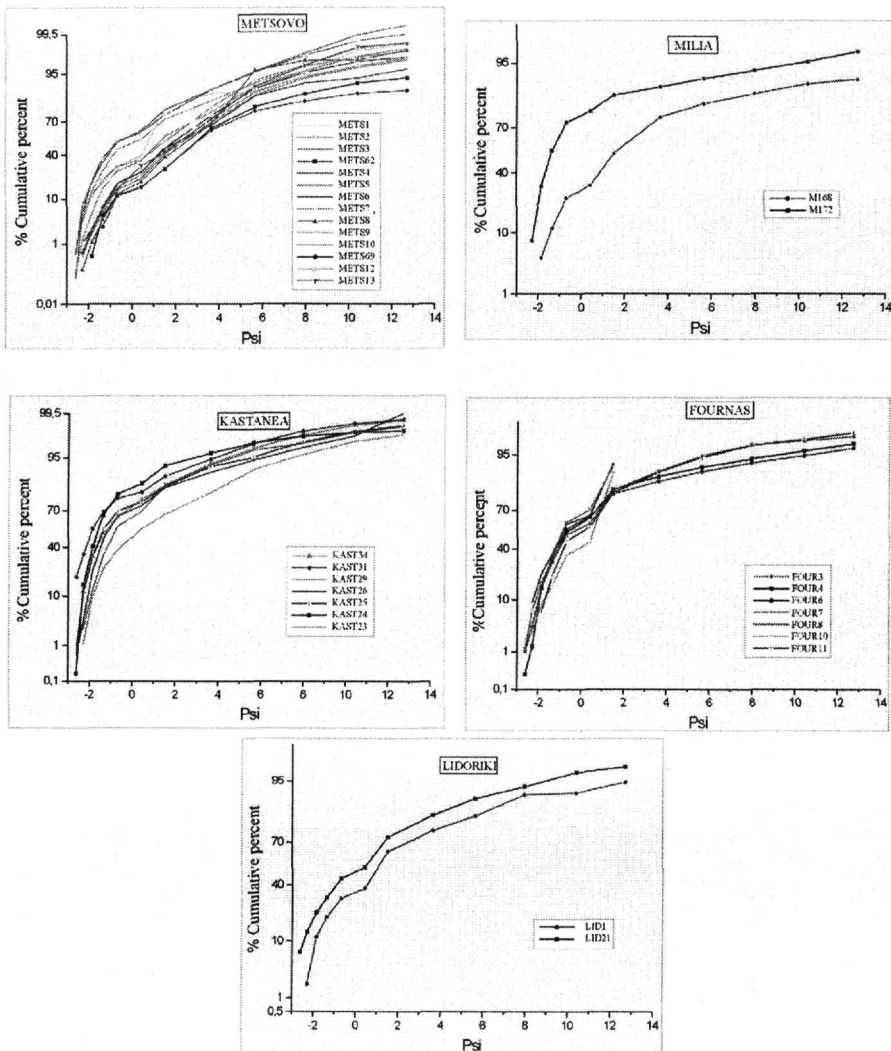 METSOVO
% Cumulative percent
99,5
95
70
40
10
1
0,01
-2 0 2 4 6 8 10 12 14
Psi
METS1
METS2
METS3
METS62
METS4
METS5
METS6
METS7
METS8
METS9
METS10
METS69
METS12
METS13
MILIA
% Cumulative percent
95
70
40
10
1
-2 0 2 4 6 8 10 12 14
Psi
M168
M172
KASTANEA
% Cumulative percent
99,5
95
70
40
10
1
0,1
-2 0 2 4 6 8 10 12 14
Psi
KAST34
KAST31
KAST29
KAST26
KAST25
KAST24
KAST23
FOURNAS
%Cumulative percent
95
70
40
10
1
0,1
-2 0 2 4 6 8 10 12 14
Psi
FOUR3
FOUR4
FOUR6
FOUR7
FOUR8
FOUR10
FOUR11
LIDORIKI
% Cumulative percent
95
70
40
10
1
0,5
-2 0 2 4 6 8 10 12 14
Psi
LID1
LID21